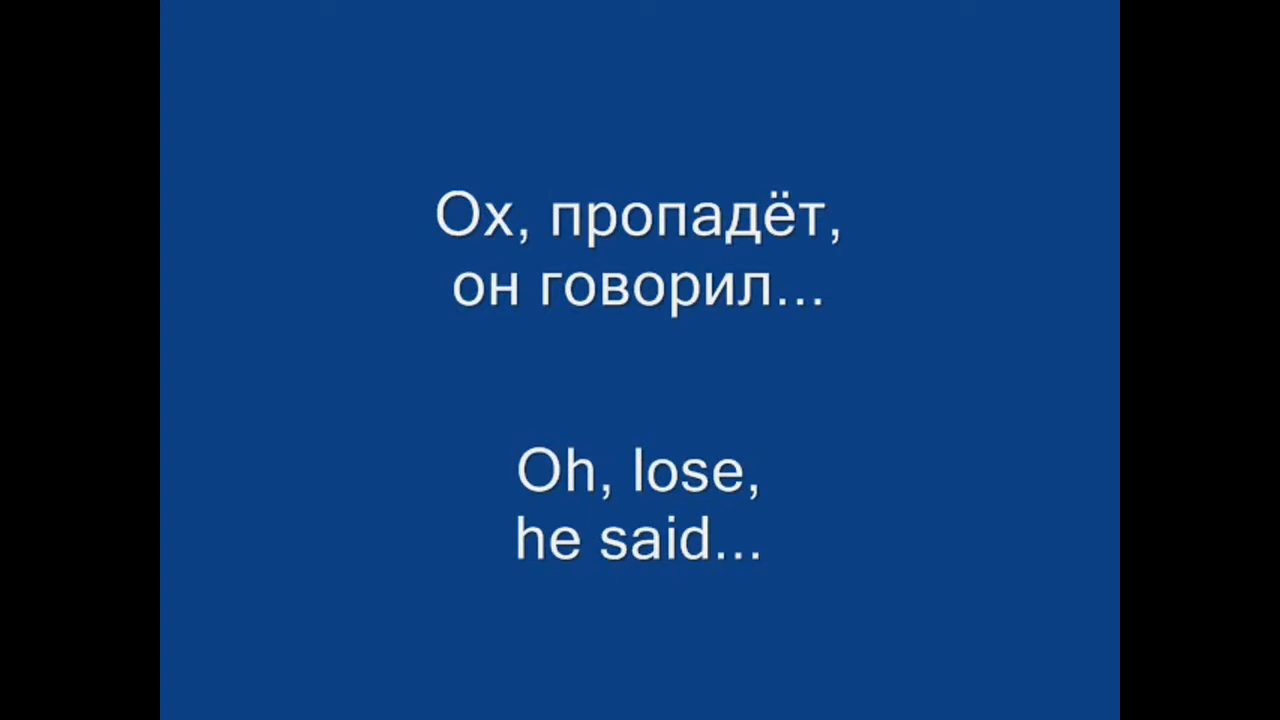 Ох, пропадёт,
он говорил...
Oh, lose,
he said...